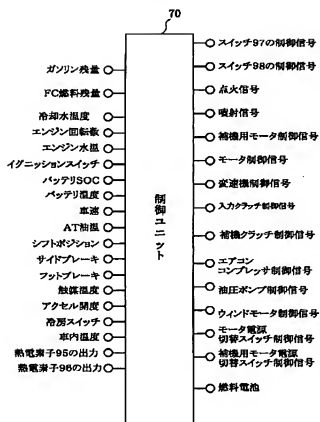 70
ガソリン残量
FC燃料残量
冷却水温度
エンジン回転数
エンジン水温
イグニッションスイッチ
バッテリSOC
バッテリ温度
車速
AT油温
シフトポジション
サイドブレーキ
フットブレーキ
触媒温度
アクセル開度
冷房スイッチ
車内温度
熱電素子95の出力
熱電素子96の出力
制御ユニット
スイッチ97の制御信号
スイッチ98の制御信号
点火信号
噴射信号
補機用モータ制御信号
モータ制御信号
変速機制御信号
入力クラッチ制御信号
補機クラッチ制御信号
エアコン
コンプレッサ制御信号
油圧ポンプ制御信号
ウィンドモータ制御信号
モータ電源
切替スイッチ制御信号
補機用モータ電源
切替スイッチ制御信号
燃料電池